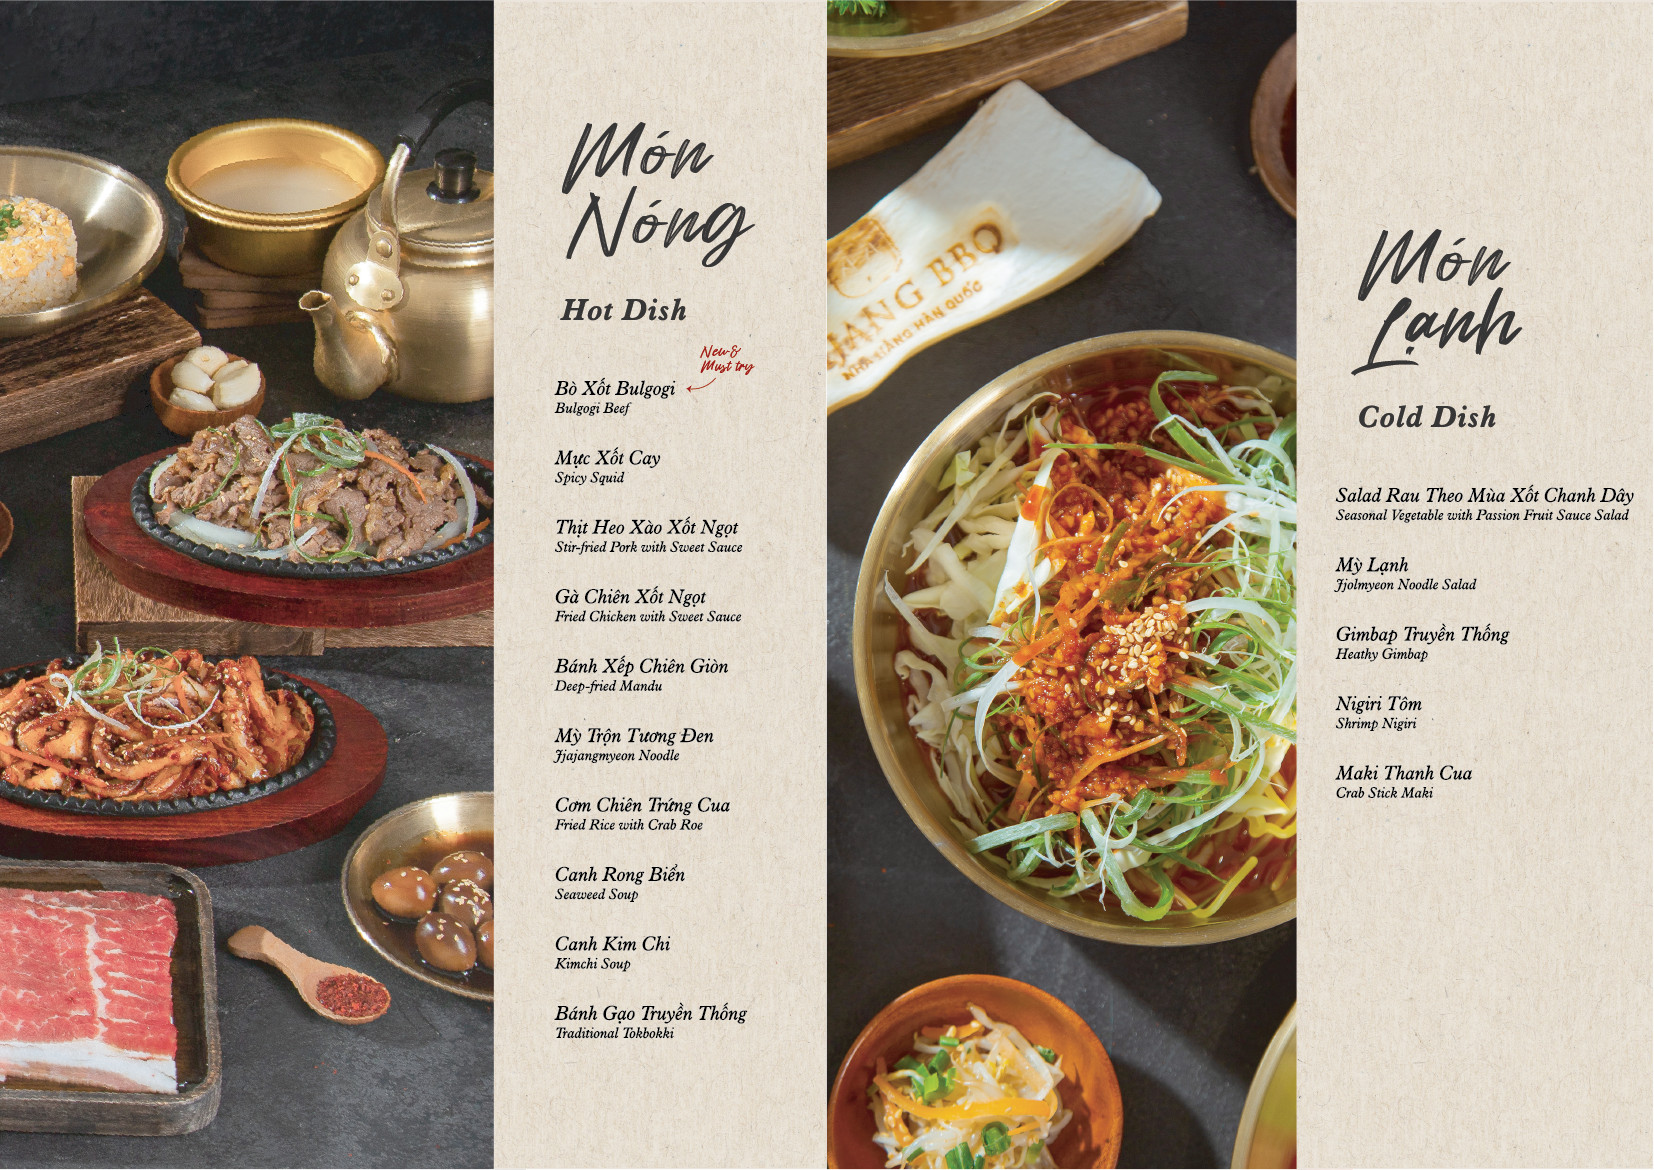 Món
Nóng
Hot Dish
New &
Must try
Bò Xốt Bulgogi
Bulgogi Beef
Mực Xốt Cay
Spicy Squid
Thịt Heo Xào Xốt Ngọt
Stir-fried Pork with Sweet Sauce
Gà Chiên Xốt Ngọt
Fried Chicken with Sweet Sauce
Bánh Xếp Chiên Giòn
Deep-fried Mandu
Mỳ Trộn Tương Đen
Jjajangmyeon Noodle
Cơm Chiên Trứng Cua
Fried Rice with Crab Roe
Canh Rong Biển
Seaweed Soup
Canh Kim Chi
Kimchi Soup
Bánh Gạo Truyền Thống
Traditional Tokbokki
BBQ
HÀN QUỐC
Món
Lạnh
Cold Dish
Salad Rau Theo Mùa Xốt Chanh Dây
Seasonal Vegetable with Passion Fruit Sauce Salad
Mỳ Lạnh
Jjolmyeon Noodle Salad
Gimbap Truyền Thống
Heathy Gimbap
Nigiri Tôm
Shrimp Nigiri
Maki Thanh Cua
Crab Stick Maki